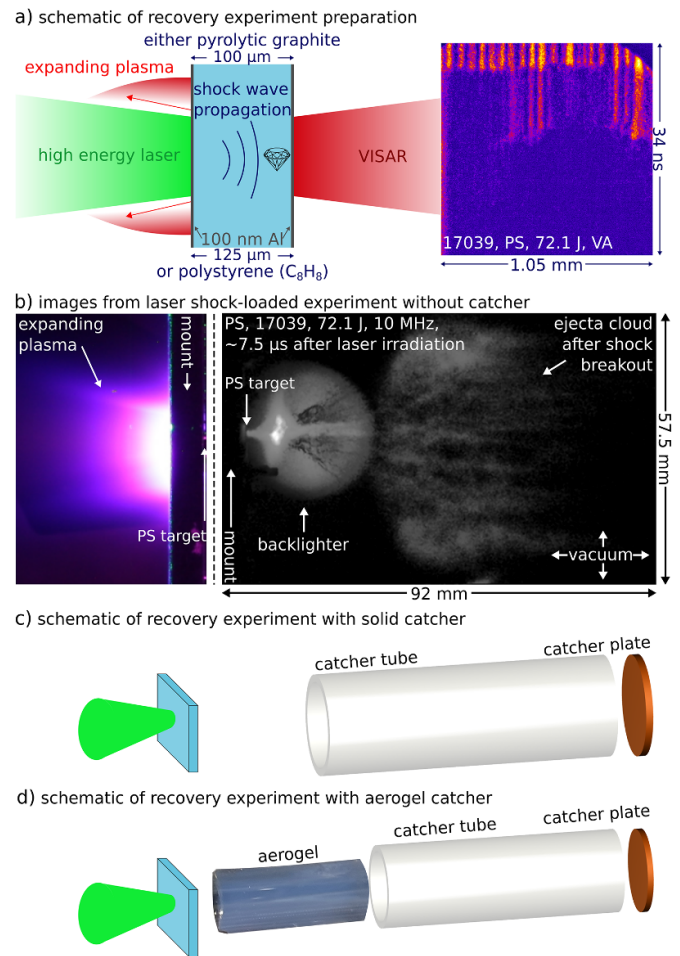 a) schematic of recovery experiment preparation
either pyrolytic graphite
100 µm
expanding plasma
shock wave
propagation
high energy laser
VISAR
100 nm Al
125 µm
or polystyrene (C₈H₈)
34 ns
17039, PS, 72.1 J, VA
1.05 mm
b) images from laser shock-loaded experiment without catcher
expanding
plasma
mount
PS target
PS, 17039, 72.1 J, 10 MHz,
~7.5 µs after laser irradiation
ejecta cloud
after shock
breakout
PS target
mount
backlighter
vacuum
57.5 mm
92 mm
c) schematic of recovery experiment with solid catcher
catcher tube
catcher plate
d) schematic of recovery experiment with aerogel catcher
aerogel
catcher tube
catcher plate